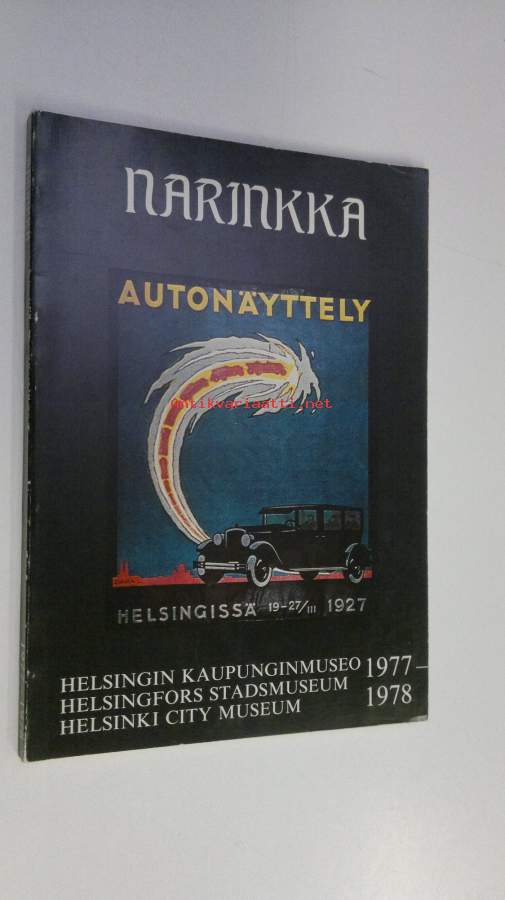 NARINKKA
AUTONÄYTTELY
antikvariaatti.net
HELSINGISSÄ 19-27/III 1927
HELSINGIN KAUPUNGINMUSEO 1977–
HELSINGFORS STADSMUSEUM 1978
HELSINKI CITY MUSEUM